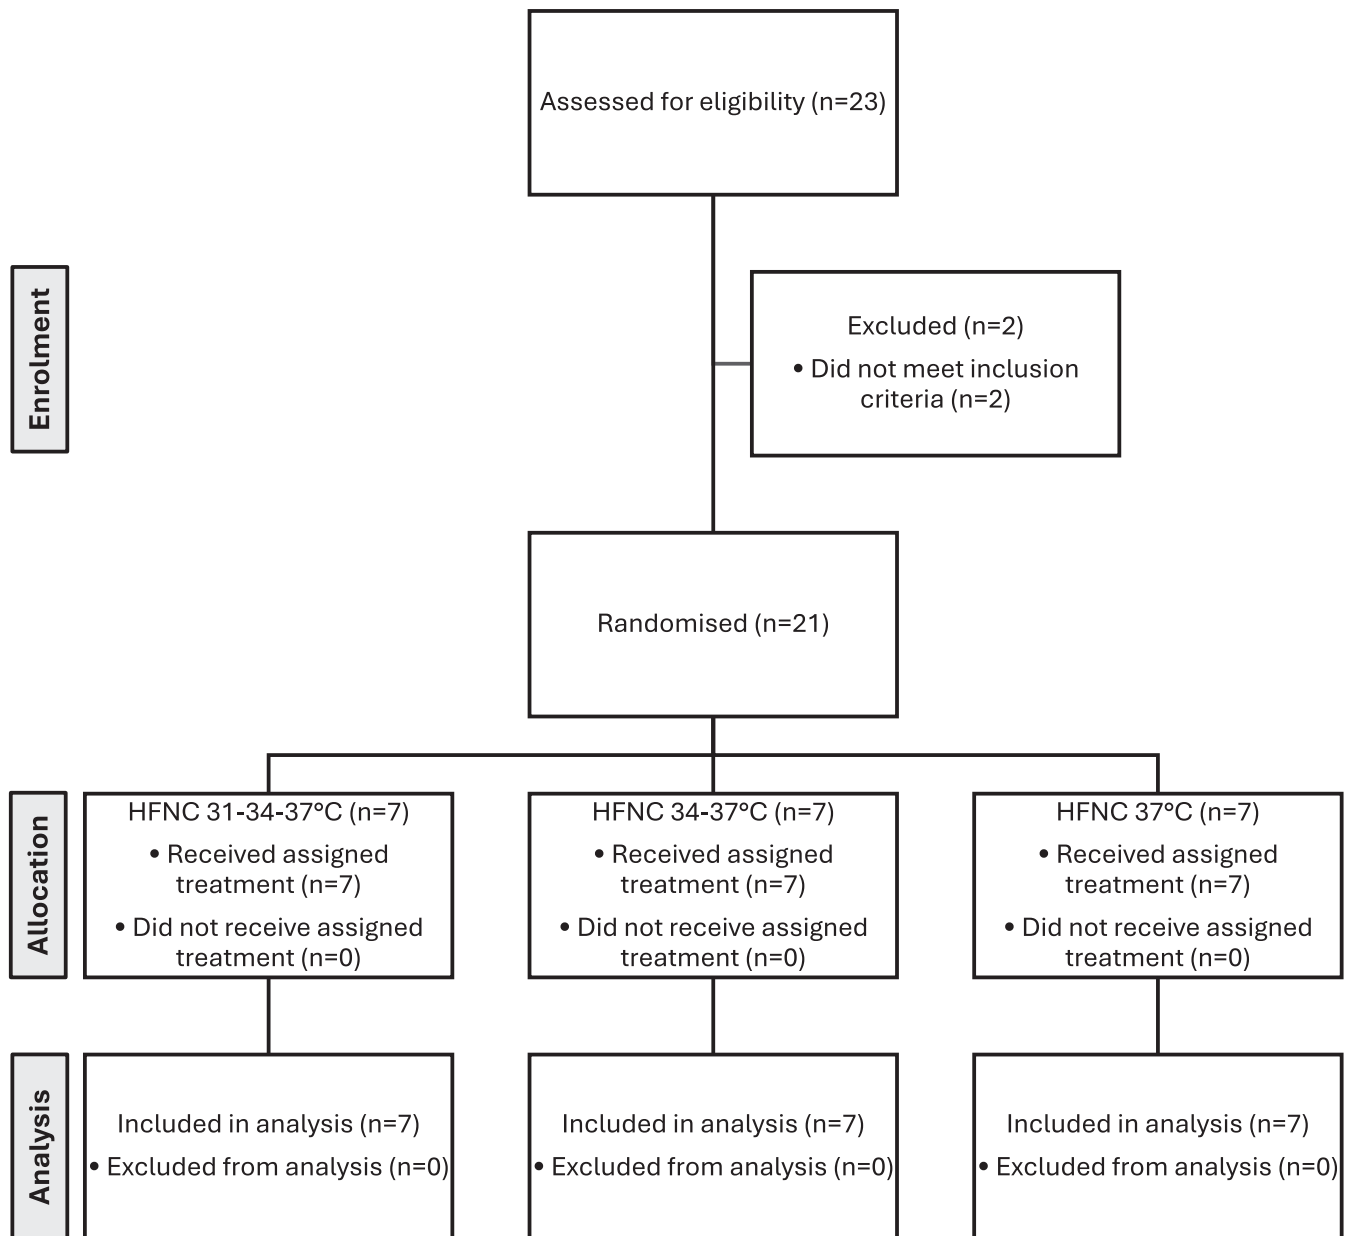 Assessed for eligibility (n=23)
Enrolment
Excluded (n=2)
• Did not meet inclusion
criteria (n=2)
Randomised (n=21)
Allocation
HFNC 31-34-37°C (n=7)
• Received assigned
treatment (n=7)
• Did not receive assigned
treatment (n=0)
HFNC 34-37°C (n=7)
• Received assigned
treatment (n=7)
• Did not receive assigned
treatment (n=0)
HFNC 37°C (n=7)
• Received assigned
treatment (n=7)
• Did not receive assigned
treatment (n=0)
Analysis
Included in analysis (n=7)
• Excluded from analysis (n=0)
Included in analysis (n=7)
• Excluded from analysis (n=0)
Included in analysis (n=7)
• Excluded from analysis (n=0)